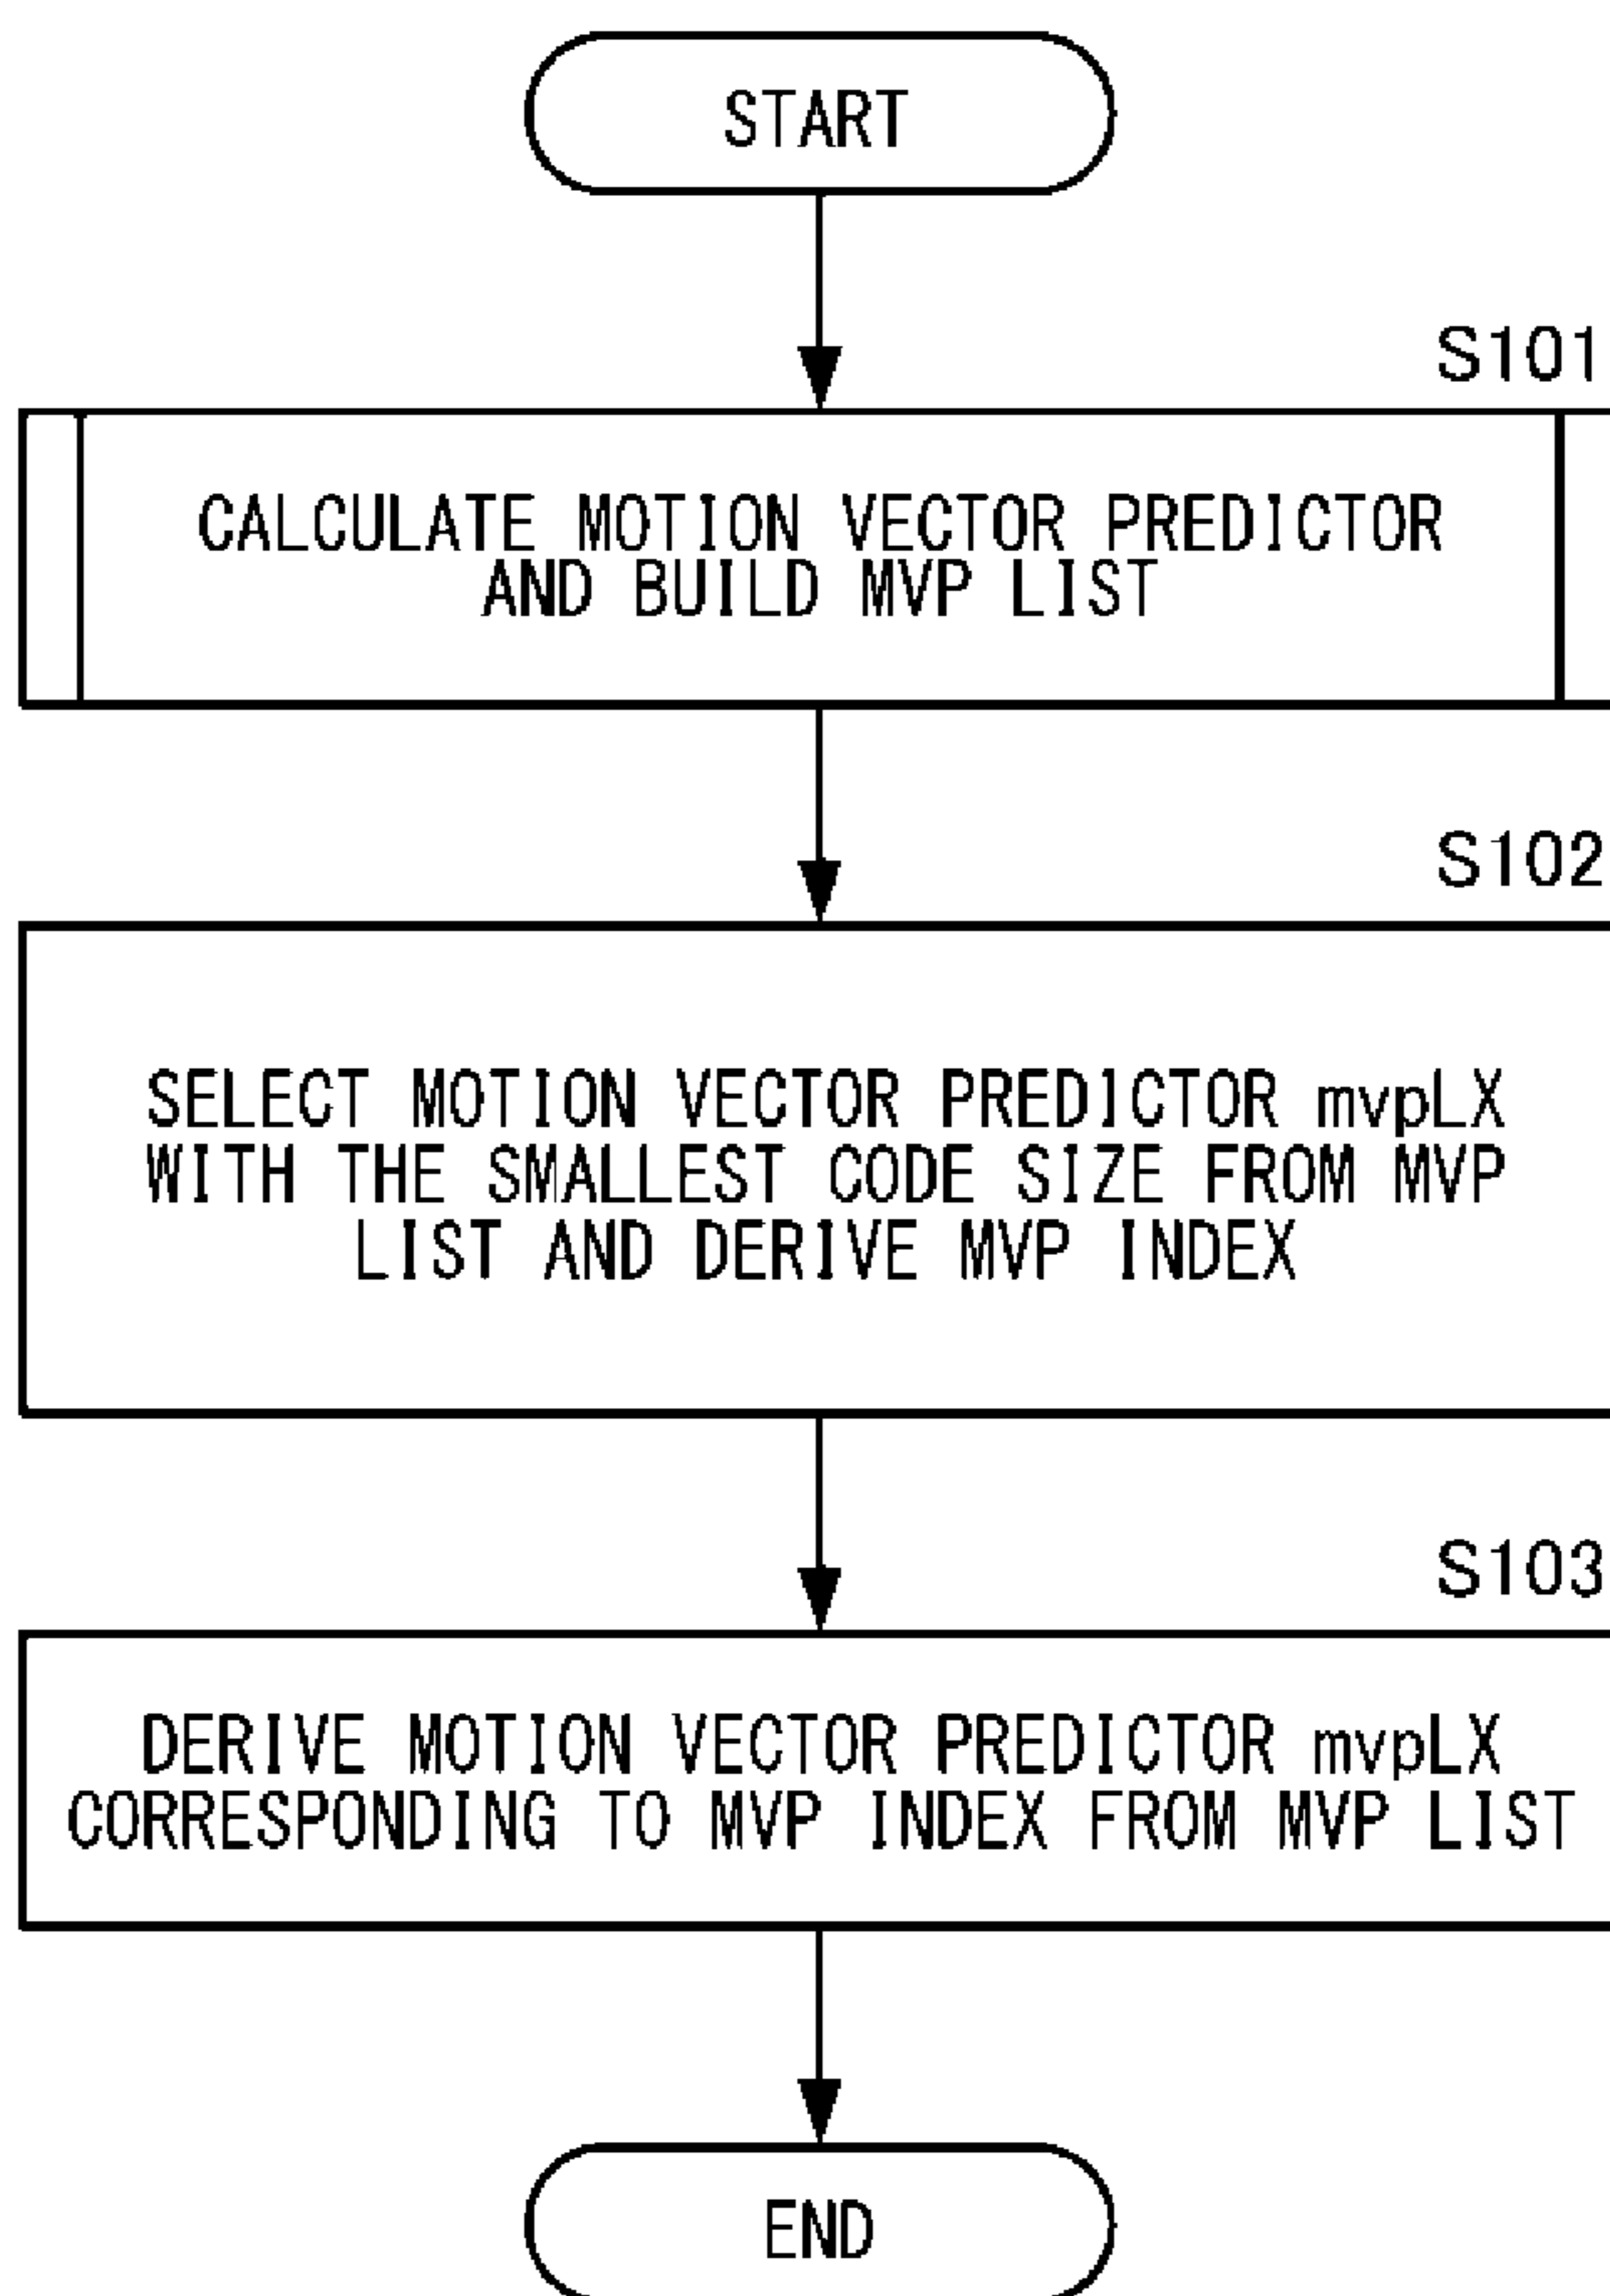 START
S101
CALCULATE MOTION VECTOR PREDICTOR
AND BUILD MVP LIST
S102
SELECT MOTION VECTOR PREDICTOR mvpLX
WITH THE SMALLEST CODE SIZE FROM MVP
LIST AND DERIVE MVP INDEX
S103
DERIVE MOTION VECTOR PREDICTOR mvpLX
CORRESPONDING TO MVP INDEX FROM MVP LIST
END